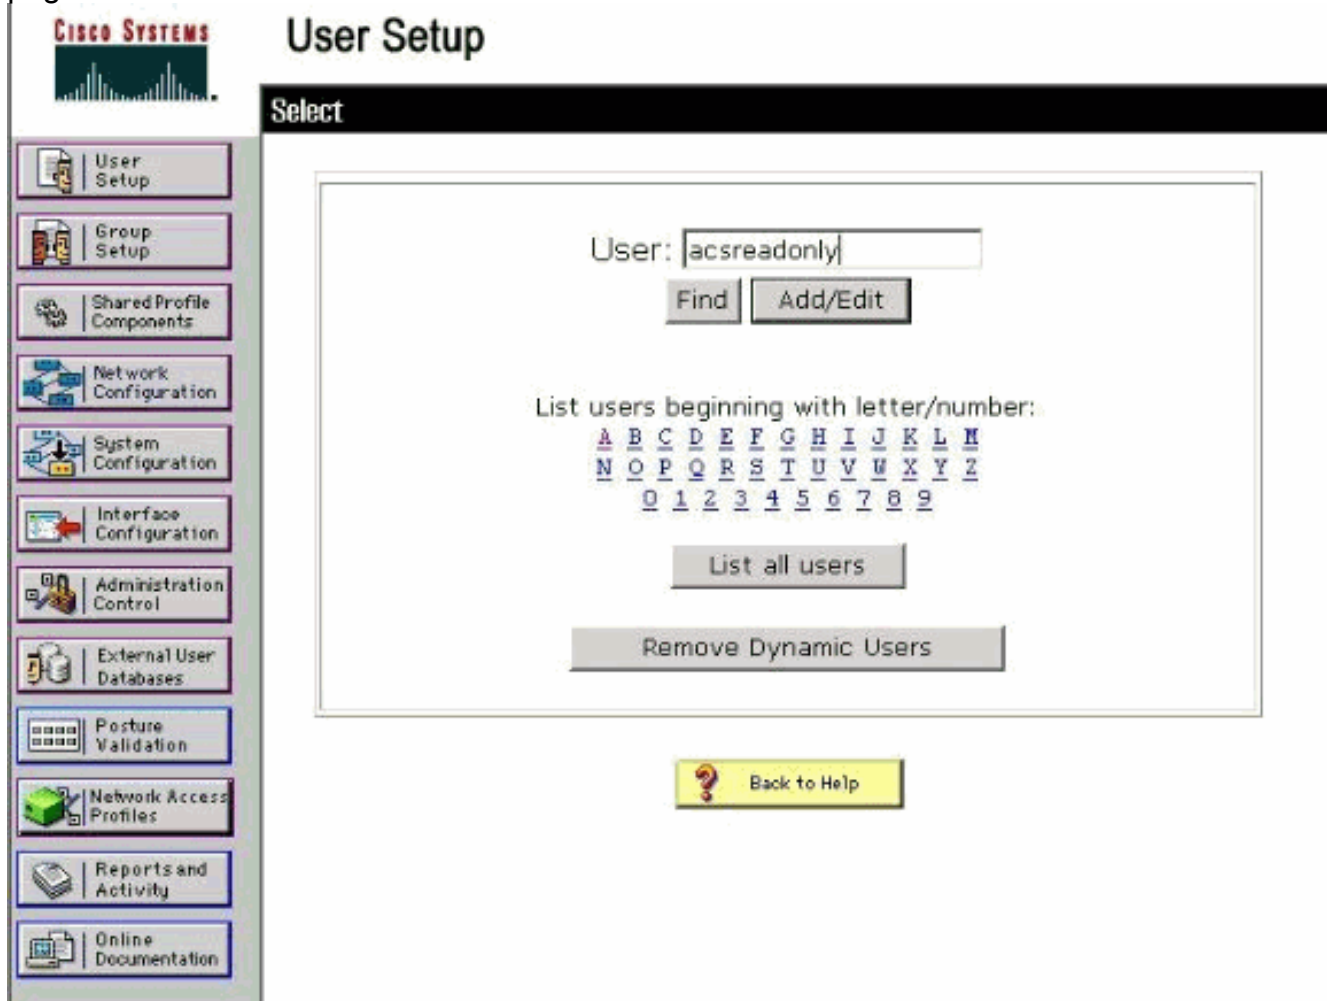 CISCO SYSTEMS
User Setup
Select
User
Setup
Group
Setup
Shared Profile
Components
Network
Configuration
System
Configuration
Interface
Configuration
Administration
Control
External User
Databases
Posture
Validation
Network Access
Profiles
Reports and
Activity
Online
Documentation
User: acsreadonly
Find Add/Edit
List users beginning with letter/number:
A B C D E F G H I J K L M
N O P Q R S T U V W X Y Z
0 1 2 3 4 5 6 7 8 9
List all users
Remove Dynamic Users
? Back to Help